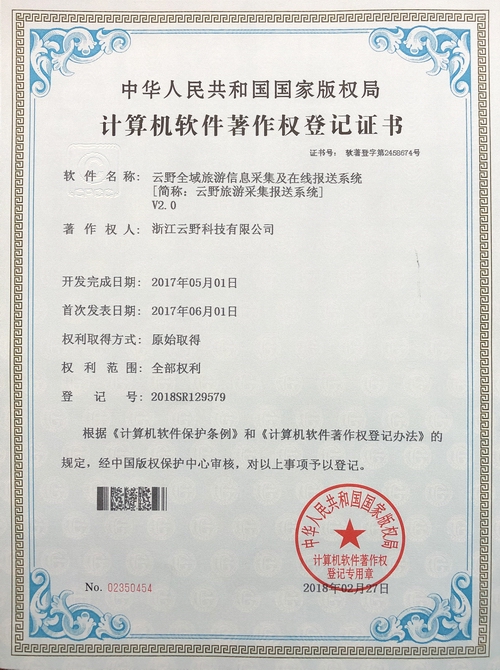 中华人民共和国国家版权局
计算机软件著作权登记证书
证书号： 软著登字第2458674号
软件名称： 云野全域旅游信息采集及在线报送系统
[简称：云野旅游采集报送系统]
V2.0
著作权人： 浙江云野科技有限公司
开发完成日期： 2017年05月01日
首次发表日期： 2017年06月01日
权利取得方式： 原始取得
权利范围： 全部权利
登记号： 2018SR129579
根据《计算机软件保护条例》和《计算机软件著作权登记办法》的
规定，经中国版权保护中心审核，对以上事项予以登记。
中华人民共和国国家版权局
计算机软件著作权
登记专用章
No. 02350454
2018年02月27日